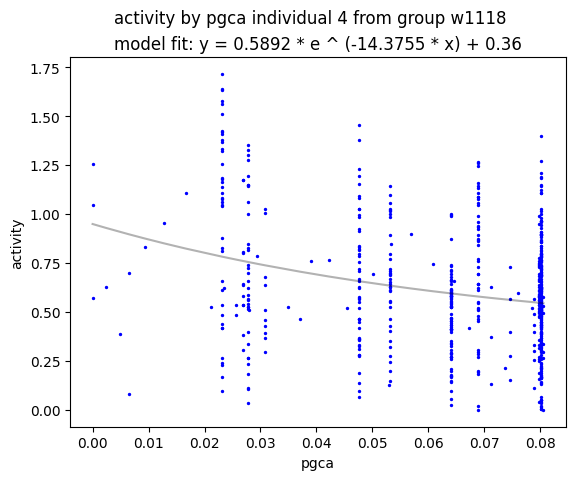 activity by pgca individual 4 from group w1118
model fit: y = 0.5892 * e ^ (-14.3755 * x) + 0.36
1.75
1.50
1.25
1.00
0.75
0.50
0.25
0.00
activity
0.00 0.01 0.02 0.03 0.04 0.05 0.06 0.07 0.08
pgca